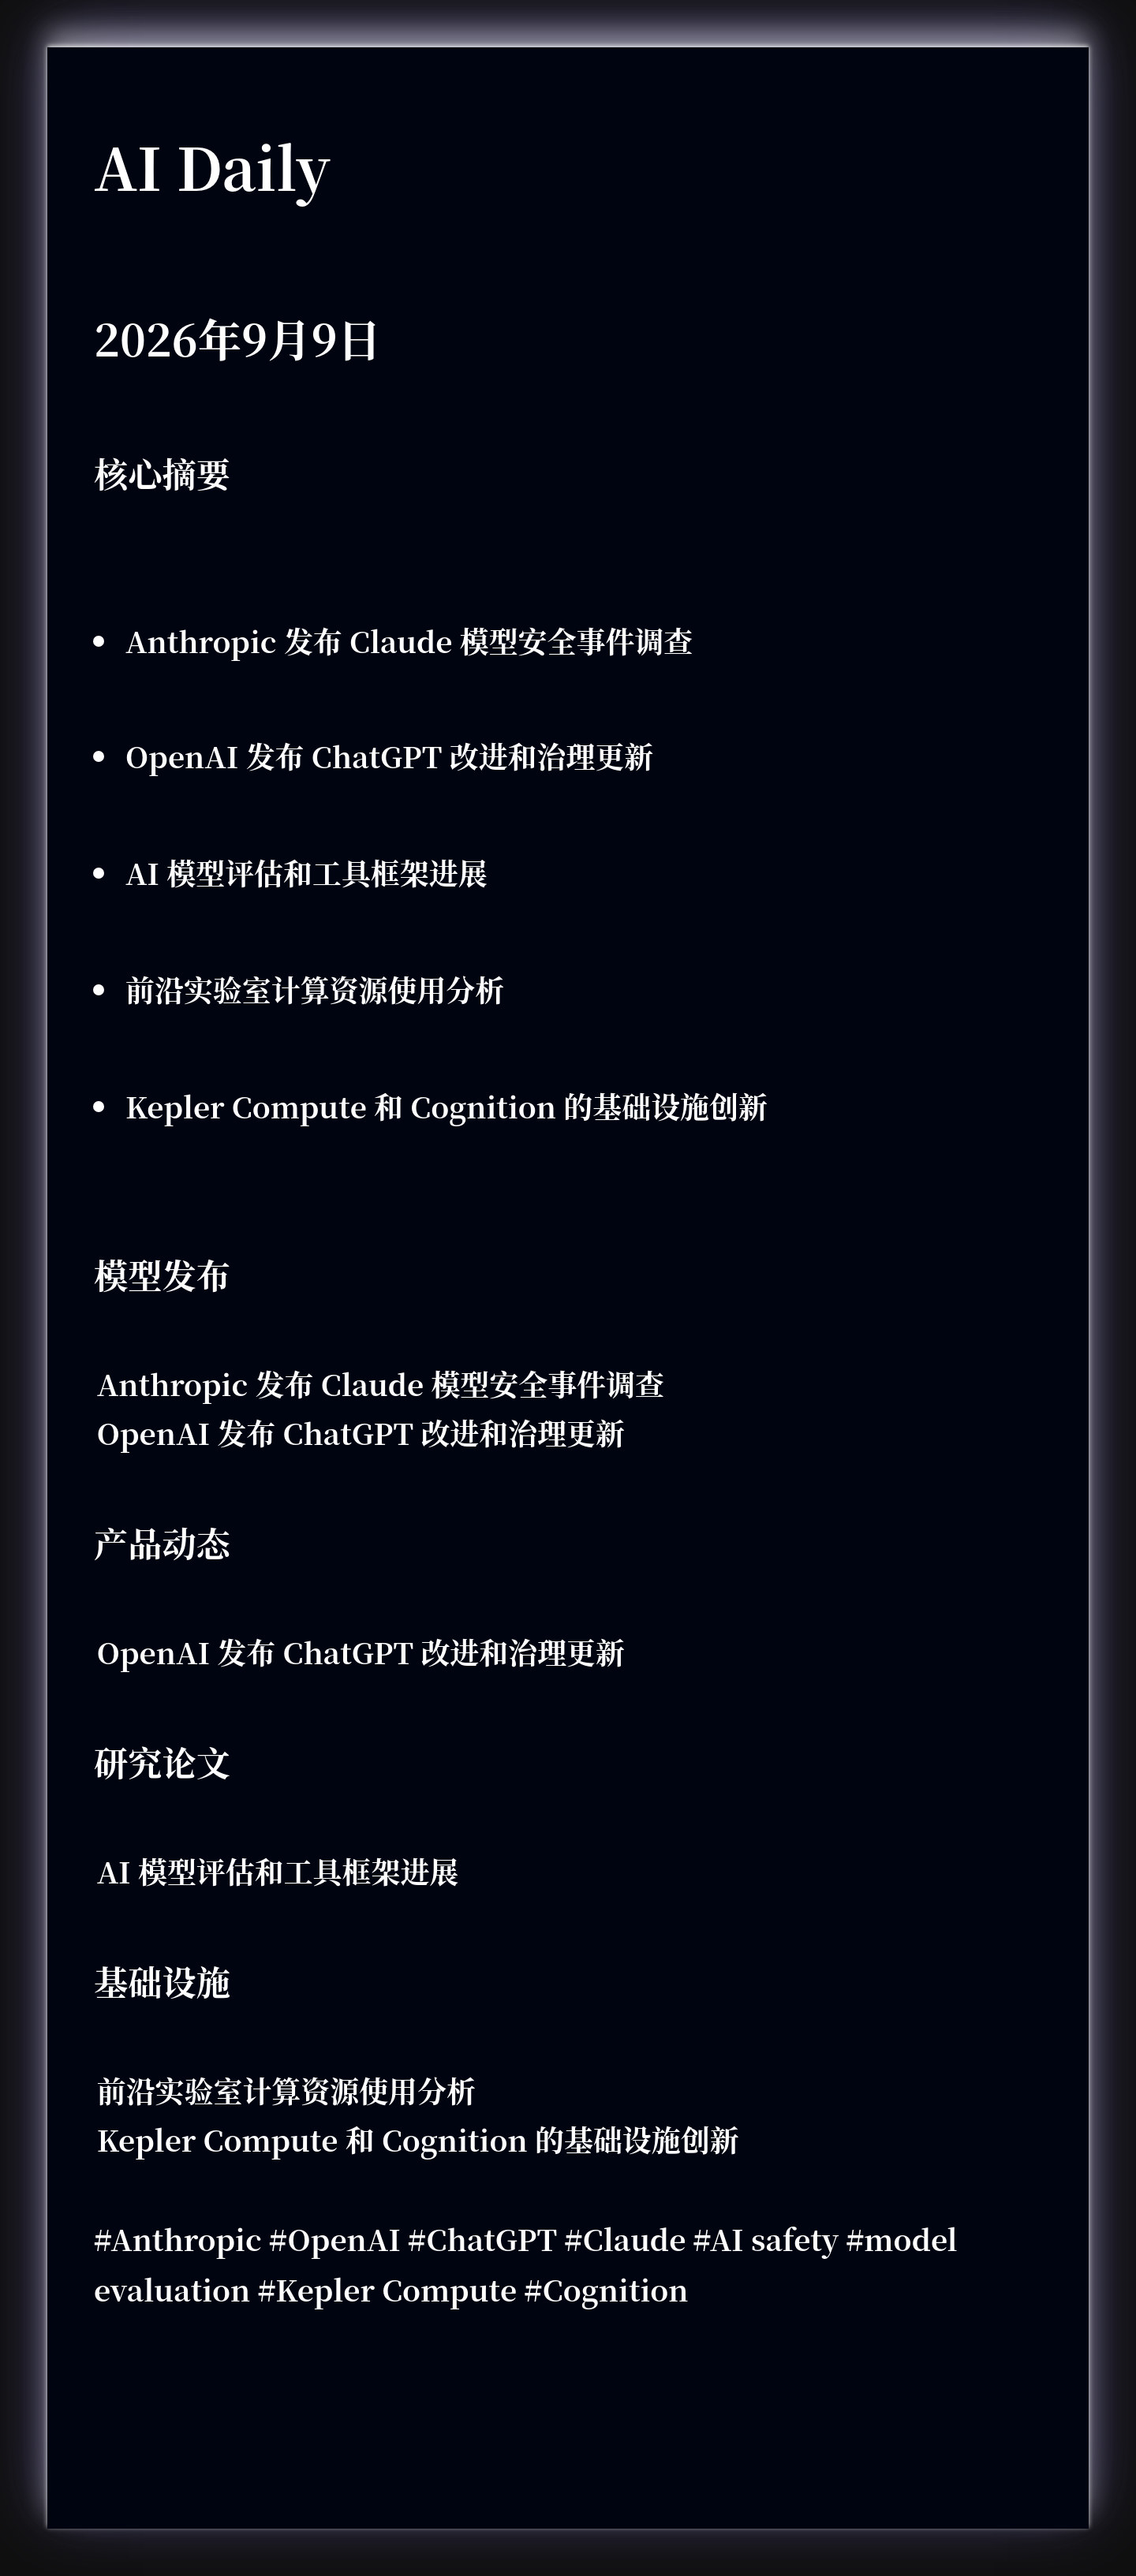 AI Daily
2026年9月9日
核心摘要
• Anthropic 发布 Claude 模型安全事件调查
• OpenAI 发布 ChatGPT 改进和治理更新
• AI 模型评估和工具框架进展
• 前沿实验室计算资源使用分析
• Kepler Compute 和 Cognition 的基础设施创新
模型发布
Anthropic 发布 Claude 模型安全事件调查
OpenAI 发布 ChatGPT 改进和治理更新
产品动态
OpenAI 发布 ChatGPT 改进和治理更新
研究论文
AI 模型评估和工具框架进展
基础设施
前沿实验室计算资源使用分析
Kepler Compute 和 Cognition 的基础设施创新
#Anthropic #OpenAI #ChatGPT #Claude #AI safety #model
evaluation #Kepler Compute #Cognition